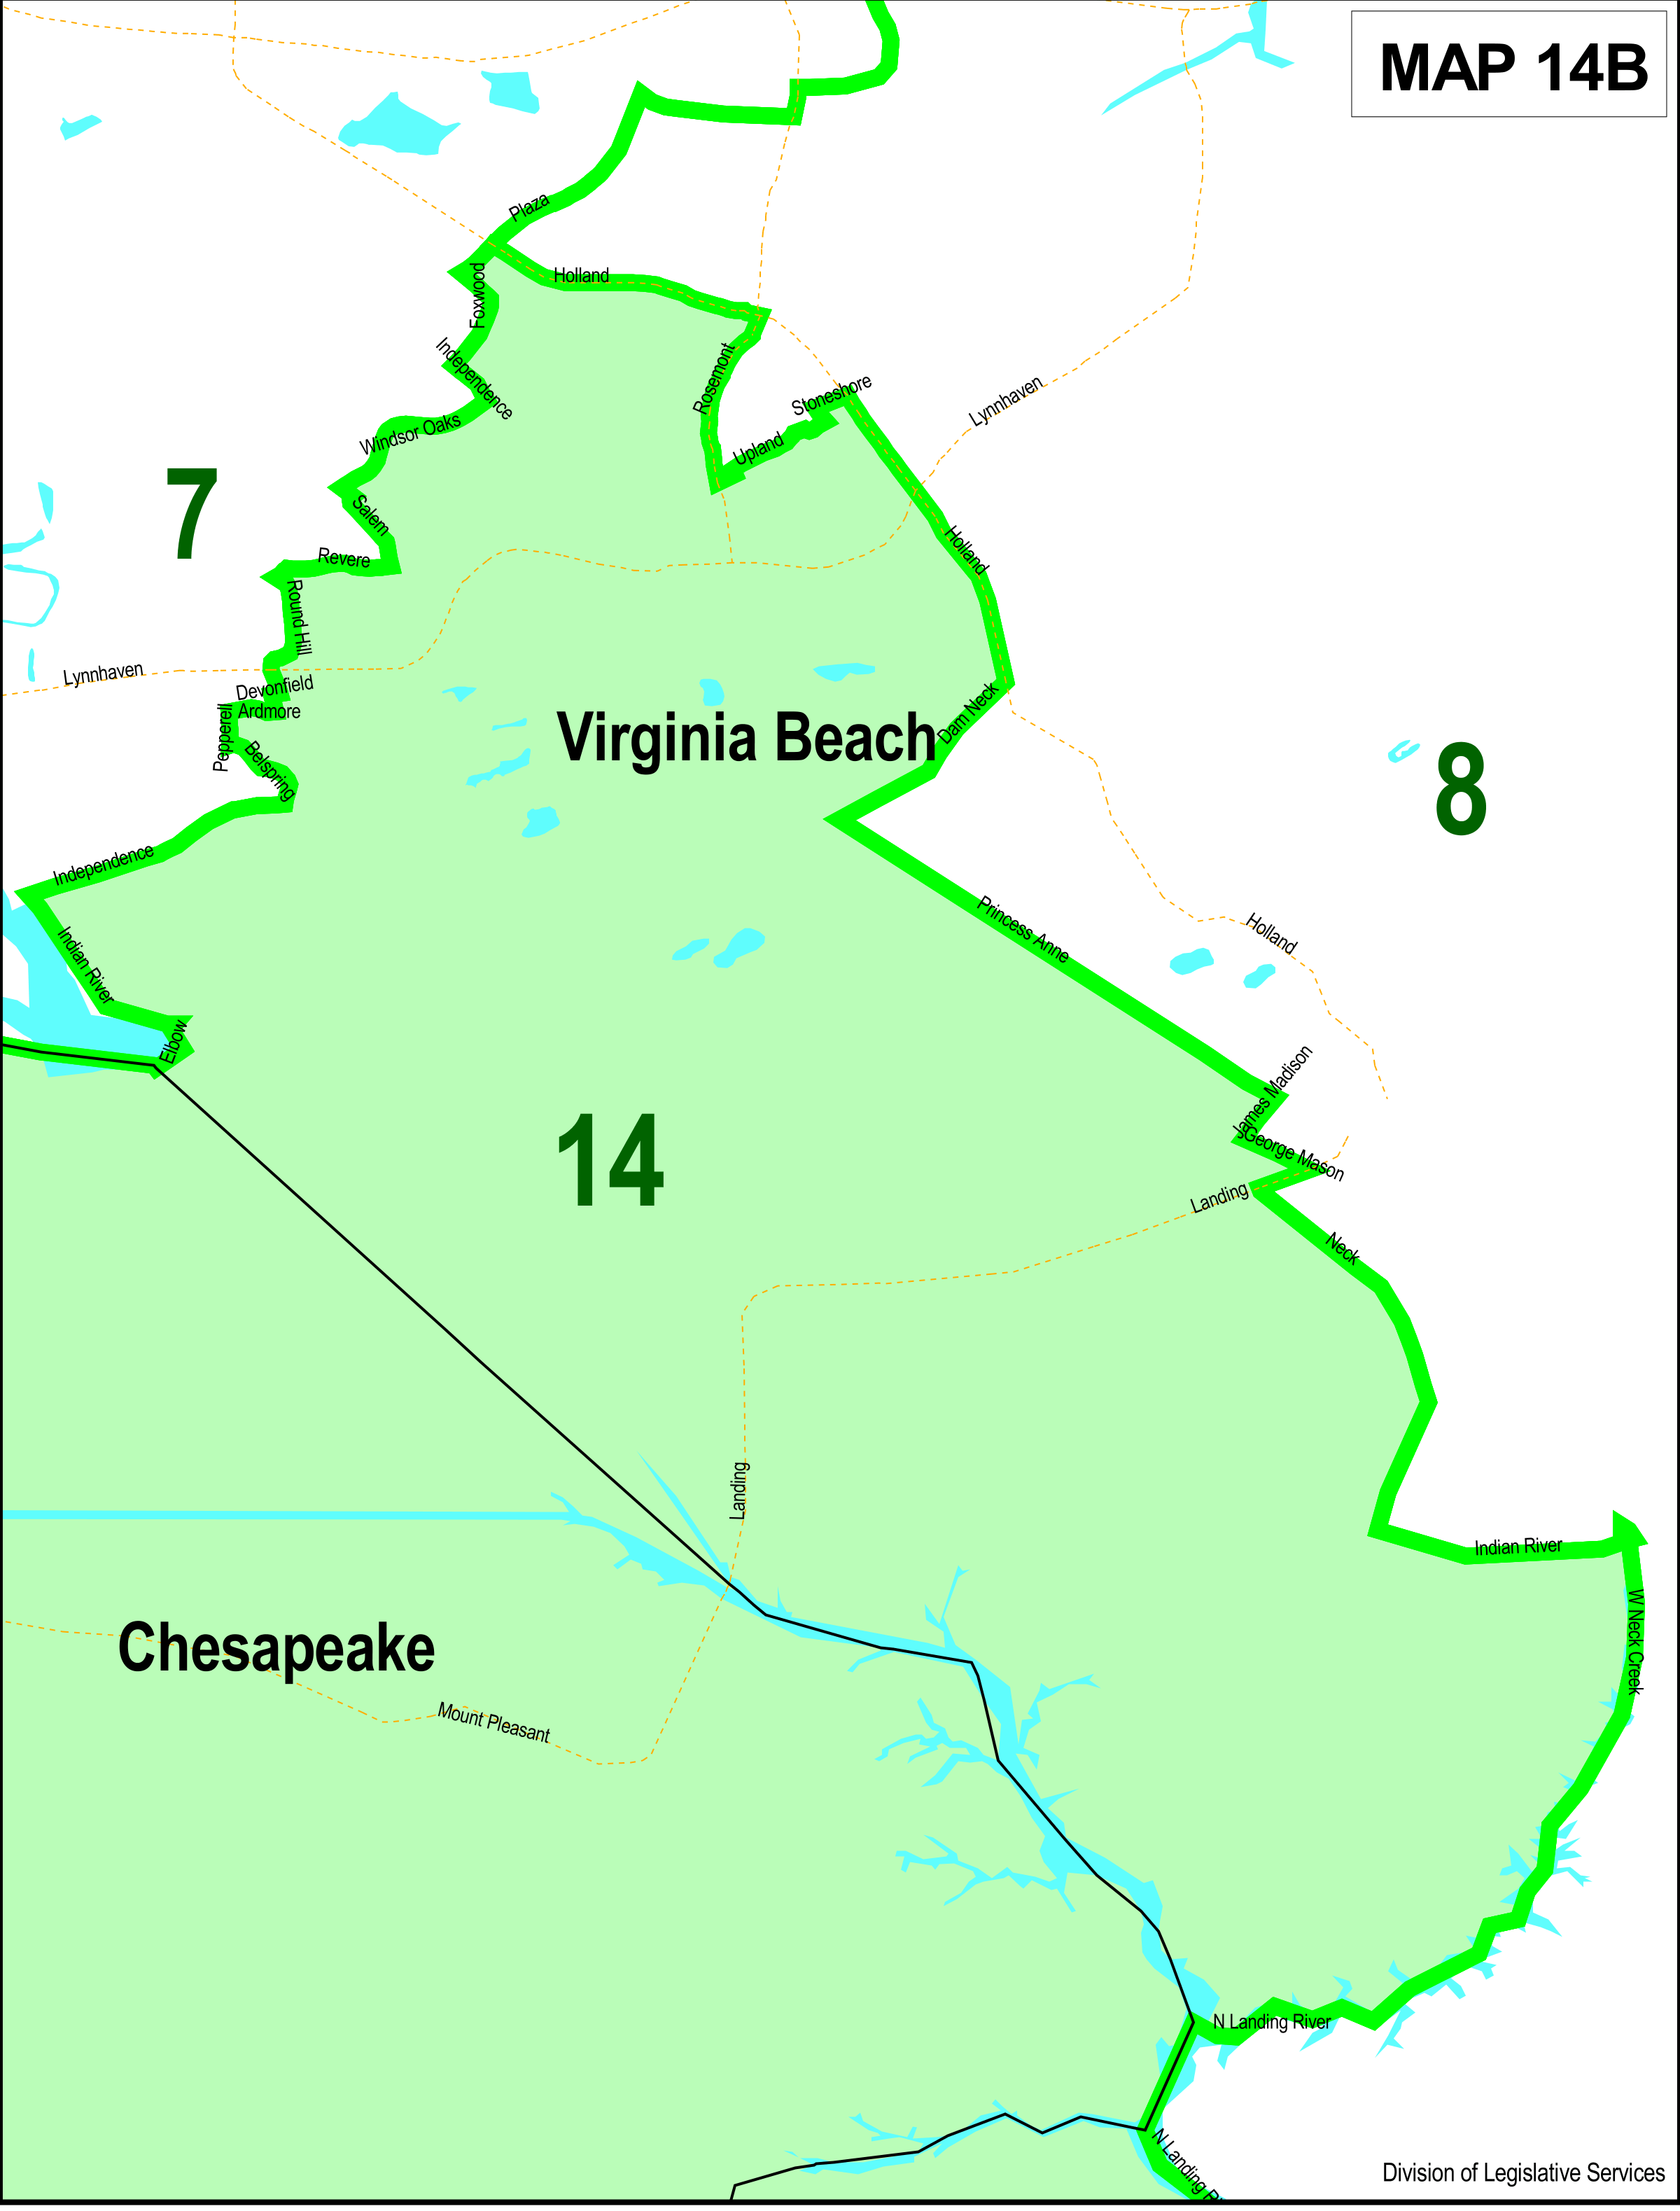 MAP 14B
Plaza
Holland
Foxwood
Independence
Rosemont
Stoneshore
Lynnhaven
Windsor Oaks
Upland
7
Salem
Holland
Revere
Round Hill
Lynnhaven
Devonfield
Ardmore
Pepperell
Belspring
Dam Neck
Virginia Beach
8
Independence
Princess Anne
Holland
Indian River
Elbow
James Madison
14
George Mason
Landing
Neck
Landing
Indian River
W Neck Creek
Chesapeake
Mount Pleasant
N Landing River
N Landing
Division of Legislative Services